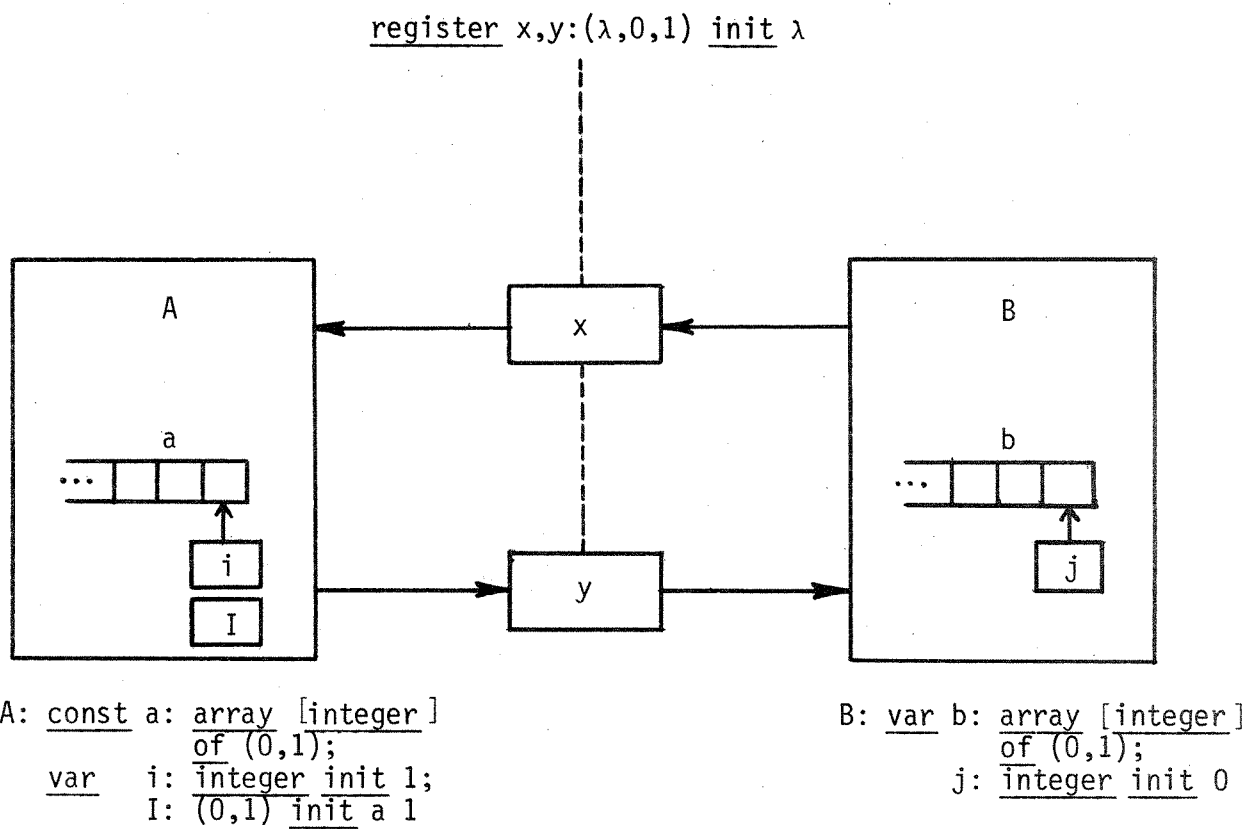 register x,y:(λ,0,1) init λ
A
x
B
a
b
...
...
i
j
y
I
A: const a: array [integer]
of (0,1);
var i: integer init 1;
I: (0,1) init a 1
B: var b: array [integer]
of (0,1);
j: integer init 0